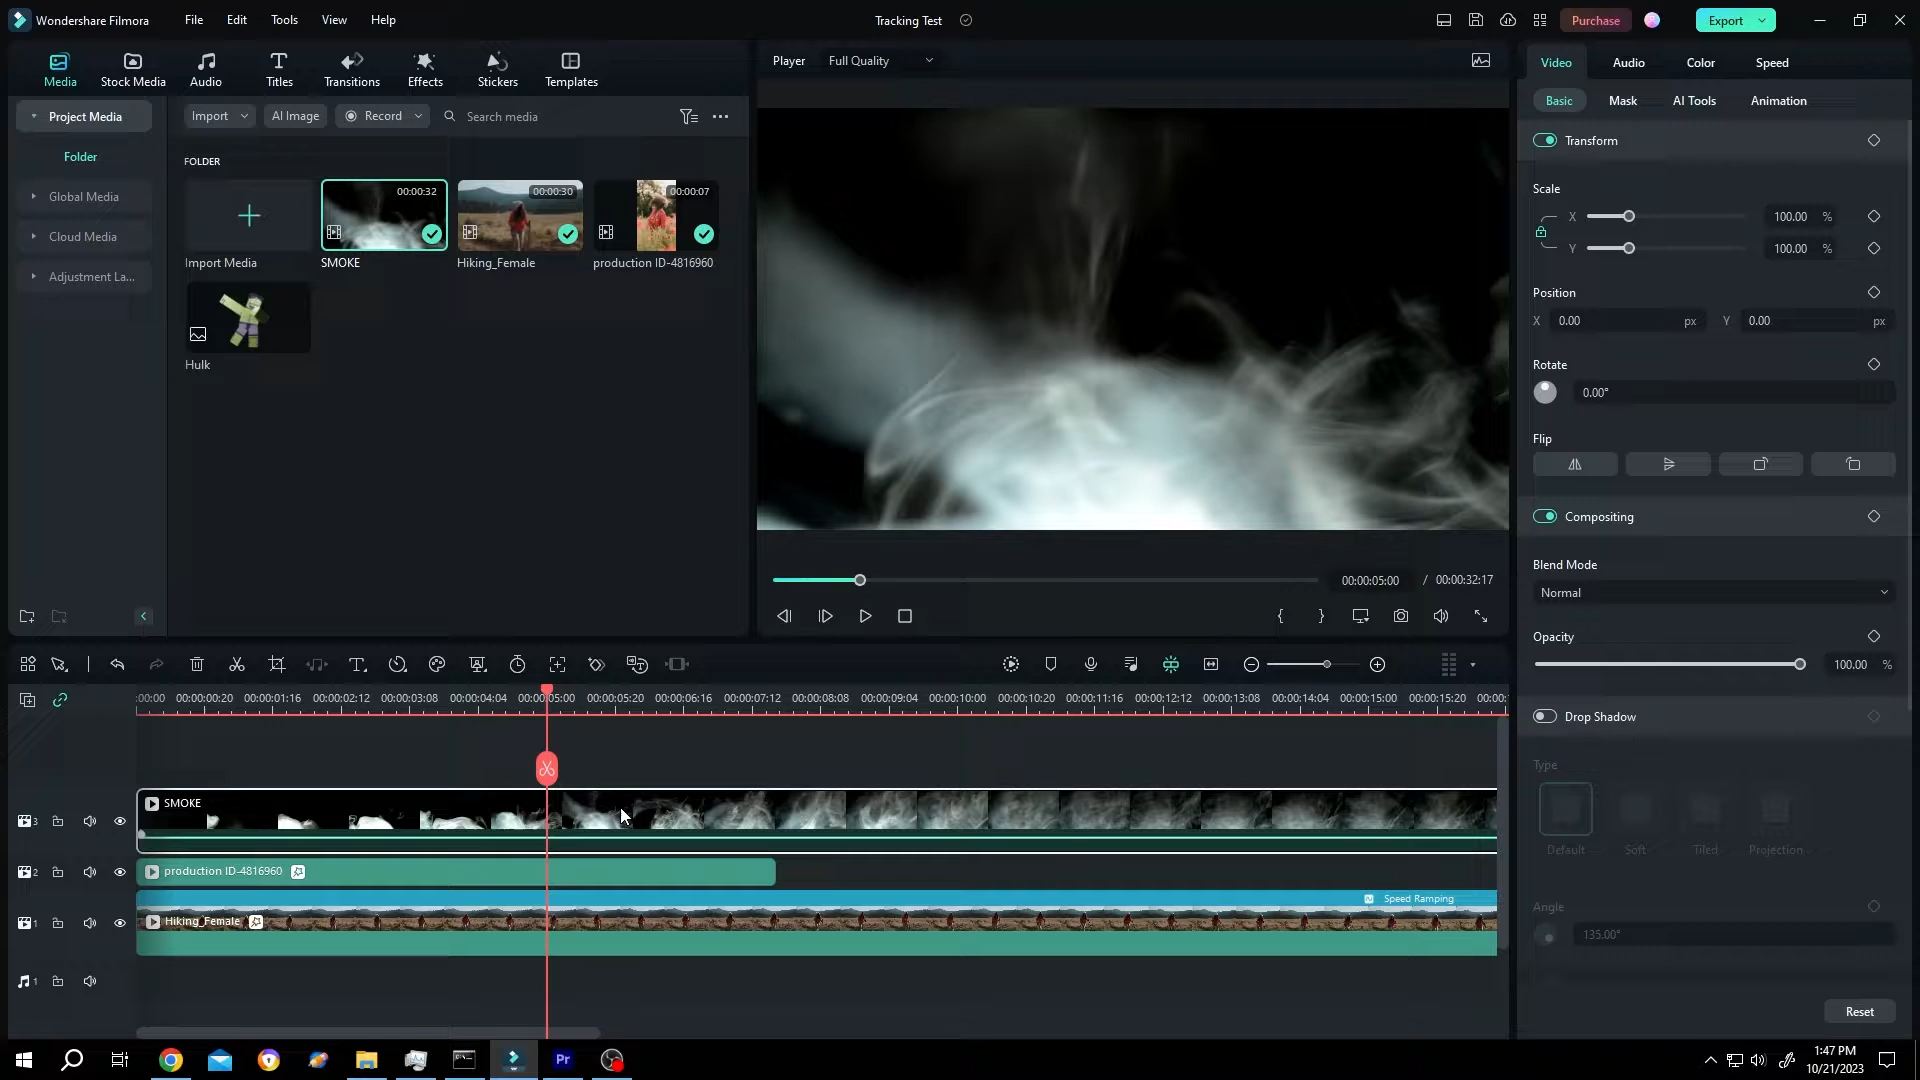 Wondershare Filmora
File
Edit
Tools
View
Help
Tracking Test
Purchase
Export
Media
Stock Media
Audio
Titles
Transitions
Effects
Stickers
Templates
Player
Full Quality
Video
Audio
Color
Speed
Project Media
Import
AI Image
Record
Search media
Basic
Mask
AI Tools
Animation
Folder
FOLDER
Transform
Global Media
Cloud Media
Adjustment La...
00:00:32
00:00:30
00:00:07
Import Media
SMOKE
Hiking_Female
production ID-4816960
Hulk
Scale
X
100.00
%
Y
100.00
%
Position
X
0.00
px
Y
0.00
px
Rotate
0.00°
Flip
Compositing
Blend Mode
Normal
Opacity
100.00
%
00:00:05:00
/
00:00:32:17
:00:00
00:00:00:20
00:00:01:16
00:00:02:12
00:00:03:08
00:00:04:04
00:00:05:00
00:00:05:20
00:00:06:16
00:00:07:12
00:00:08:08
00:00:09:04
00:00:10:00
00:00:10:20
00:00:11:16
00:00:12:12
00:00:13:08
00:00:14:04
00:00:15:00
00:00:15:20
00:00:
Drop Shadow
Type
Default
Soft
Tiled
Projection
Angle
135.00°
Reset
3
SMOKE
2
production ID-4816960
Speed Ramping
1
Hiking_Female
1
Pr
1:47 PM
10/21/2023